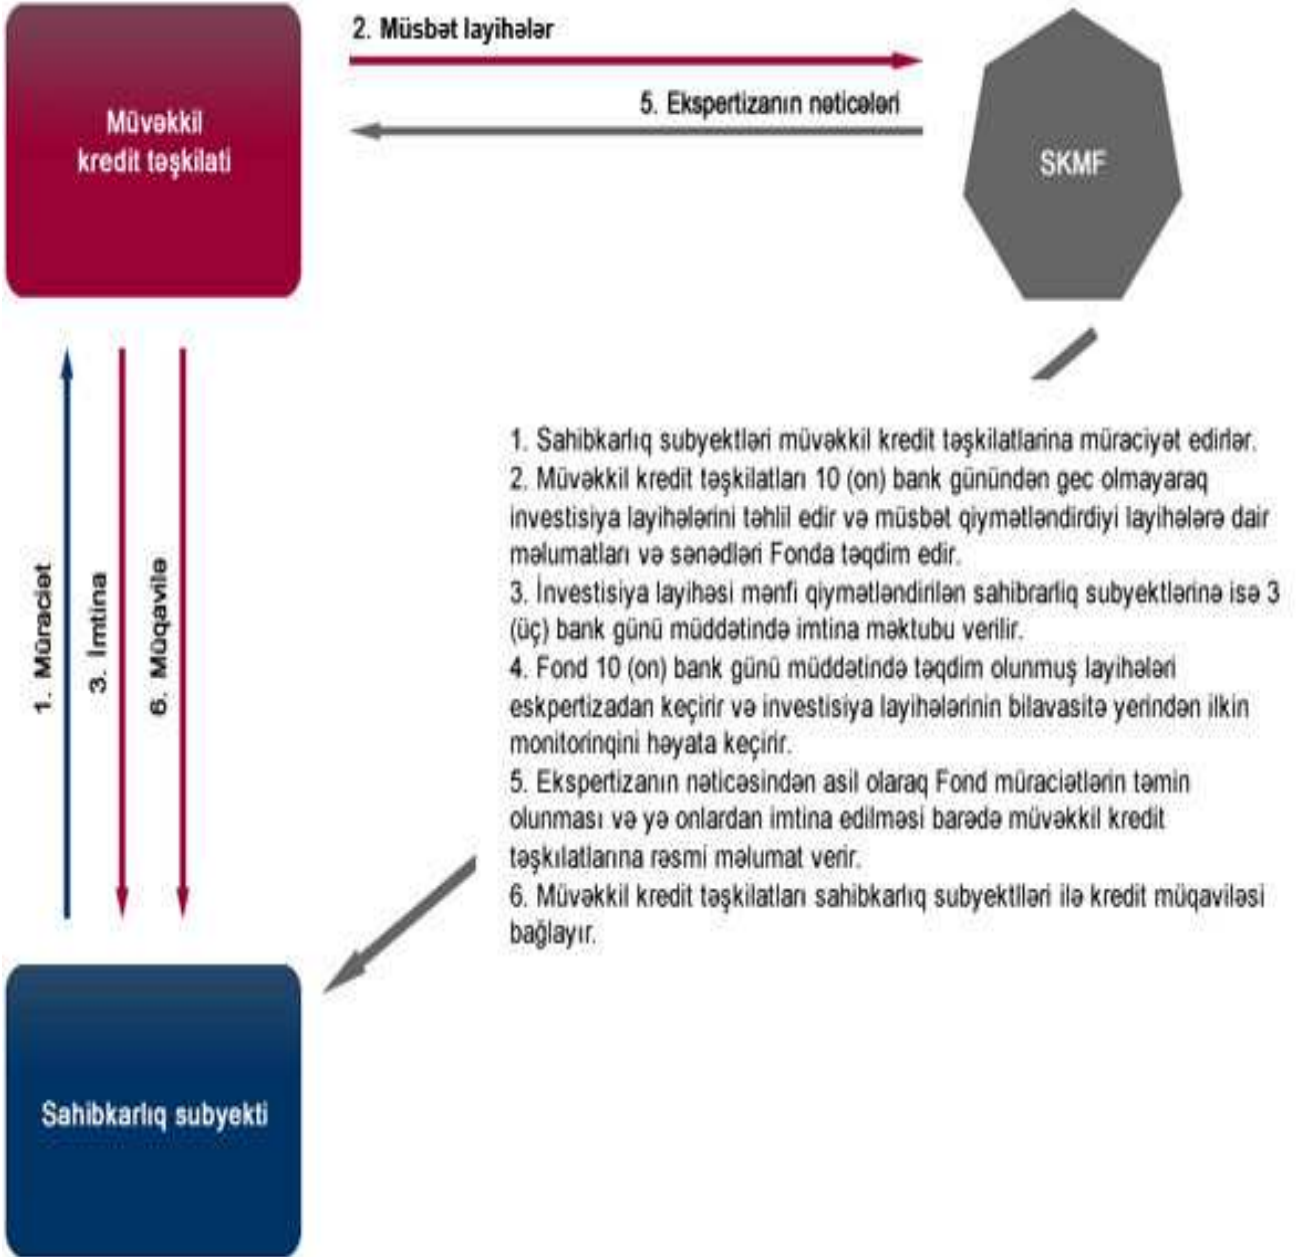 2. Müsbət layihələr
5. Ekspertizanın nəticələri
Müvəkkil
kredit təşkilati
SKMF
1. Müraciət
3. İmtina
6. Müqavilə
1. Sahibkarlıq subyektləri müvəkkil kredit təşkilatlarina müraciyət edirlər.
2. Müvəkkil kredit təşkilatları 10 (on) bank günündən gec olmayaraq
investisiya layihələrini təhlil edir və müsbət qiymətləndirdiyi layihələrə dair
məlumatları və sənədləri Fonda təqdim edir.
3. İnvestisiya layihəsi mənfi qiymətləndirilən sahibrarliq subyektlərinə isə 3
(üç) bank günü müddətində imtina məktubu verilir.
4. Fond 10 (on) bank günü müddətində təqdim olunmuş layihələri
eskpertizadan keçirir və investisiya layihələrinin bilavasitə yerindən ilkin
monitorinqini həyata keçirir.
5. Ekspertizanın nəticəsindən asil olaraq Fond müraciətlərin təmin
olunması və yə onlardan imtina edilməsi barədə müvəkkil kredit
təşkılatlarına rəsmi məlumat verir.
6. Müvəkkil kredit təşkilatları sahibkarlıq subyektlləri ilə kredit müqaviləsi
bağlayır.
Sahibkarlıq subyekti